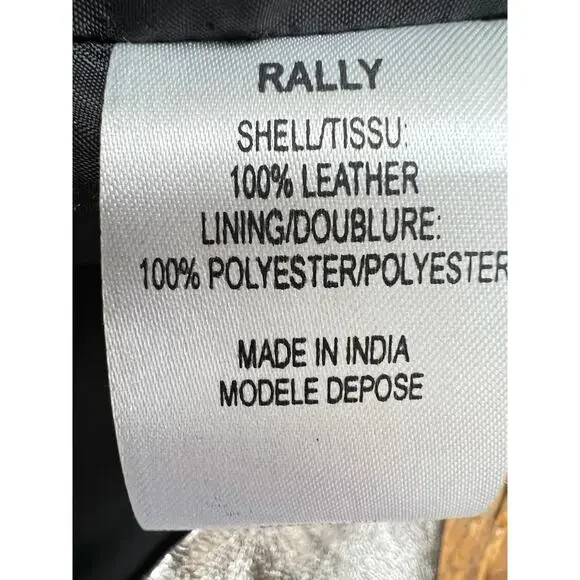 RALLY
SHELL/TISSU:
100% LEATHER
LINING/DOUBLURE:
100% POLYESTER/POLYESTER
MADE IN INDIA
MODELE DEPOSE